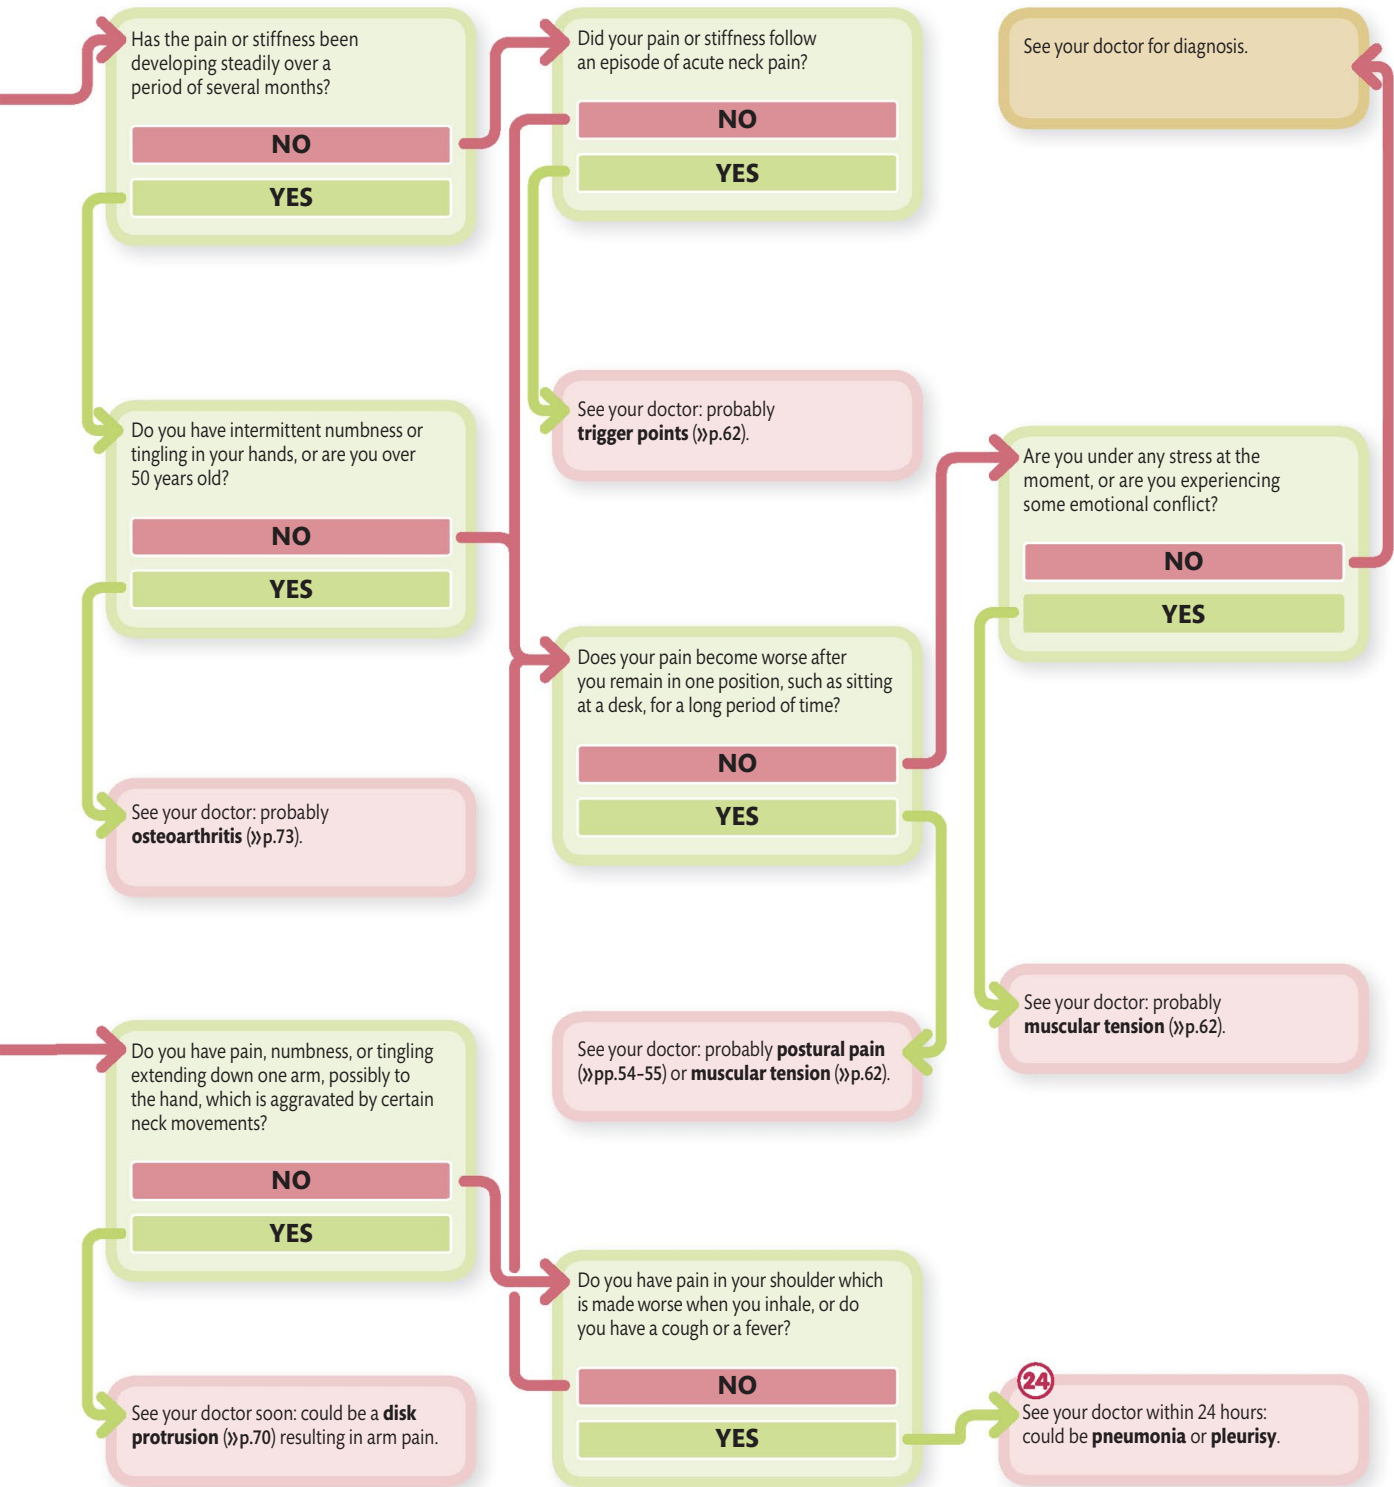 Has the pain or stiffness been
developing steadily over a
period of several months?
NO
YES
Did your pain or stiffness follow
an episode of acute neck pain?
NO
YES
See your doctor for diagnosis.
Do you have intermittent numbness or
tingling in your hands, or are you over
50 years old?
NO
YES
See your doctor: probably
trigger points (»p.62).
Are you under any stress at the
moment, or are you experiencing
some emotional conflict?
NO
YES
Does your pain become worse after
you remain in one position, such as sitting
at a desk, for a long period of time?
NO
YES
See your doctor: probably
osteoarthritis (»p.73).
See your doctor: probably
muscular tension (»p.62).
See your doctor: probably postural pain
(»pp.54–55) or muscular tension (»p.62).
Do you have pain, numbness, or tingling
extending down one arm, possibly to
the hand, which is aggravated by certain
neck movements?
NO
YES
Do you have pain in your shoulder which
is made worse when you inhale, or do
you have a cough or a fever?
NO
YES
See your doctor soon: could be a disk
protrusion (»p.70) resulting in arm pain.
24
See your doctor within 24 hours:
could be pneumonia or pleurisy.